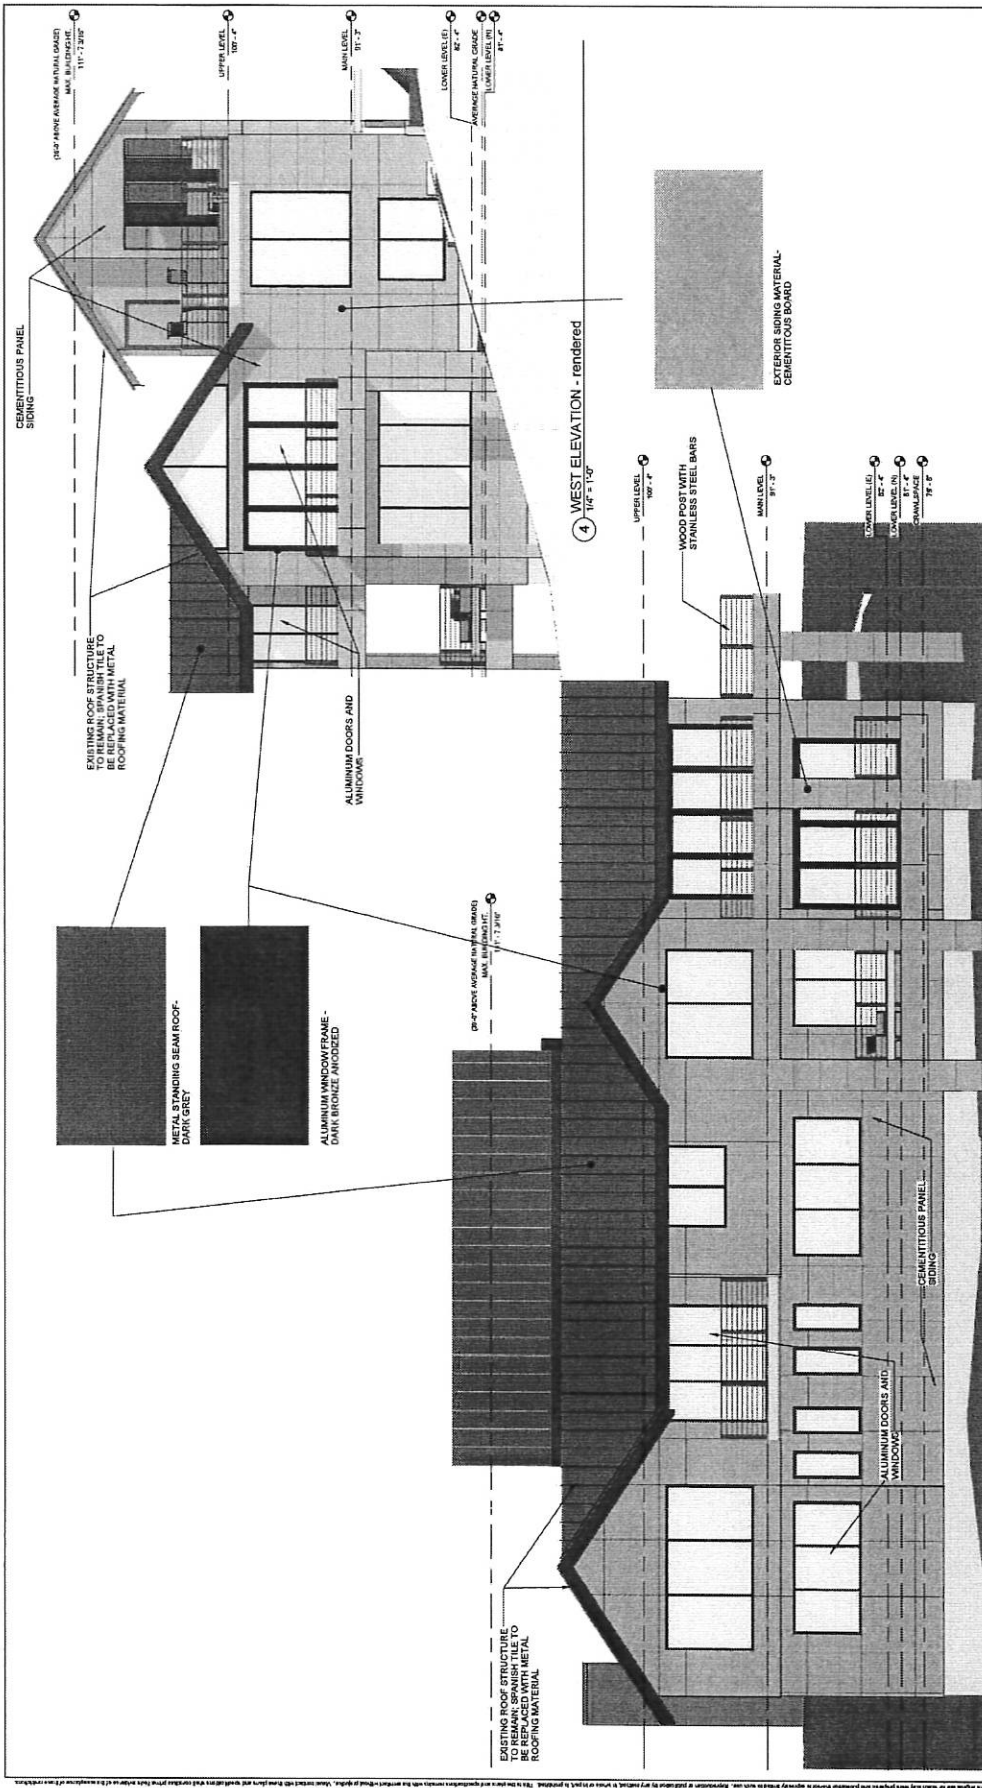 (28'-0" ABOVE AVERAGE NATURAL GRADE)
MAX. BUILDING HT.
111' - 7 3/16"
UPPER LEVEL
100' - 4"
MAIN LEVEL
91' - 3"
LOWER LEVEL (E)
82' - 4"
AVERAGE NATURAL GRADE
LOWER LEVEL (N)
81' - 4"
CEMENTITIOUS PANEL
SIDING
EXISTING ROOF STRUCTURE
TO REMAIN; SPANISH TILE TO
BE REPLACED WITH METAL
ROOFING MATERIAL
ALUMINUM DOORS AND
WINDOWS
4
WEST ELEVATION - rendered
1/4" = 1'-0"
EXTERIOR SIDING MATERIAL-
CEMENTITOUS BOARD
METAL STANDING SEAM ROOF-
DARK GREY
ALUMINUM WINDOW FRAME -
DARK BRONZE ANODIZED
(28'-0" ABOVE AVERAGE NATURAL GRADE)
MAX. BUILDING HT.
111' - 7 3/16"
UPPER LEVEL
100' - 4"
WOOD POST WITH
STAINLESS STEEL BARS
MAIN LEVEL
91' - 3"
LOWER LEVEL (E)
82' - 4"
LOWER LEVEL (N)
81' - 4"
CRAWLSPACE
EXISTING ROOF STRUCTURE
TO REMAIN; SPANISH TILE TO
BE REPLACED WITH METAL
ROOFING MATERIAL
ALUMINUM DOORS AND
WINDOWS
CEMENTITIOUS PANEL
SIDING